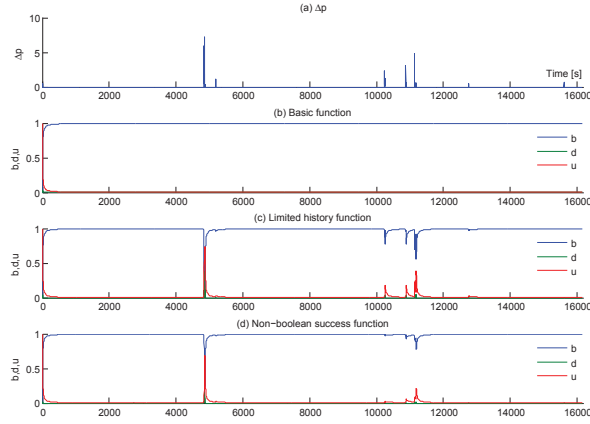 (a) Δp
10
5
0
Δp
Time [s]
0 2000 4000 6000 8000 10000 12000 14000 16000
(b) Basic function
1
0.5
0
b,d,u
b
d
u
0 2000 4000 6000 8000 10000 12000 14000 16000
(c) Limited history function
1
0.5
0
b,d,u
b
d
u
0 2000 4000 6000 8000 10000 12000 14000 16000
(d) Non−boolean success function
1
0.5
0
b,d,u
b
d
u
0 2000 4000 6000 8000 10000 12000 14000 16000